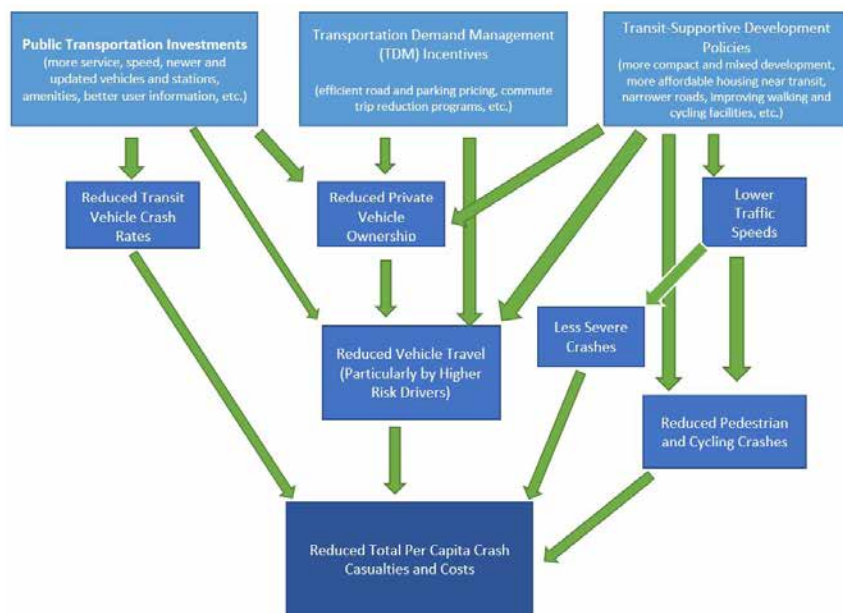 Public Transportation Investments
(more service, speed, newer and
updated vehicles and stations,
amenities, better user information, etc.)
Transportation Demand Management
(TDM) Incentives
(efficient road and parking pricing, commute
trip reduction programs, etc.)
Transit-Supportive Development
Policies
(more compact and mixed development,
more affordable housing near transit,
narrower roads, improving walking and
cycling facilities, etc.)
Reduced Transit
Vehicle Crash
Rates
Reduced Private
Vehicle
Ownership
Lower
Traffic
Speeds
Reduced Vehicle Travel
(Particularly by Higher
Risk Drivers)
Less Severe
Crashes
Reduced Pedestrian
and Cycling Crashes
Reduced Total Per Capita Crash
Casualties and Costs